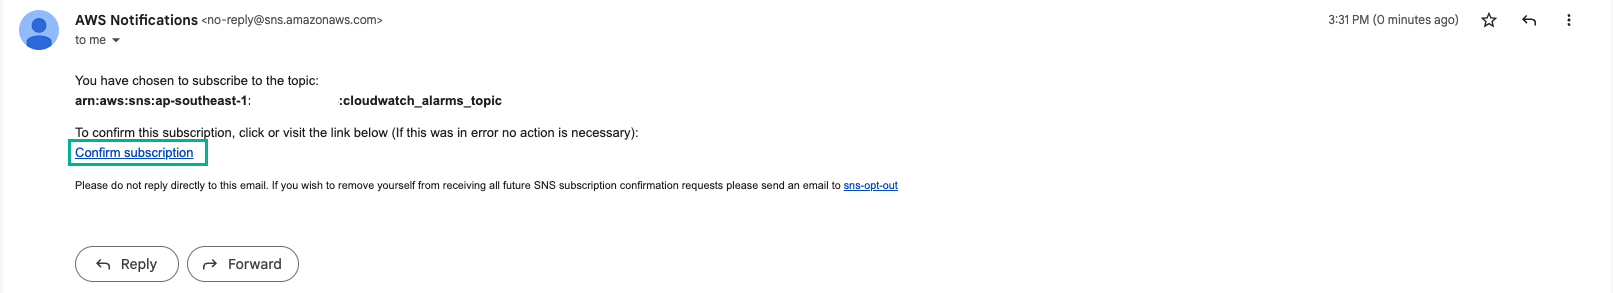 AWS Notifications <no-reply@sns.amazonaws.com> 3:31 PM (0 minutes ago)
to me
You have chosen to subscribe to the topic:
arn:aws:sns:ap-southeast-1: :cloudwatch_alarms_topic
To confirm this subscription, click or visit the link below (If this was in error no action is necessary):
Confirm subscription
Please do not reply directly to this email. If you wish to remove yourself from receiving all future SNS subscription confirmation requests please send an email to sns-opt-out
Reply Forward